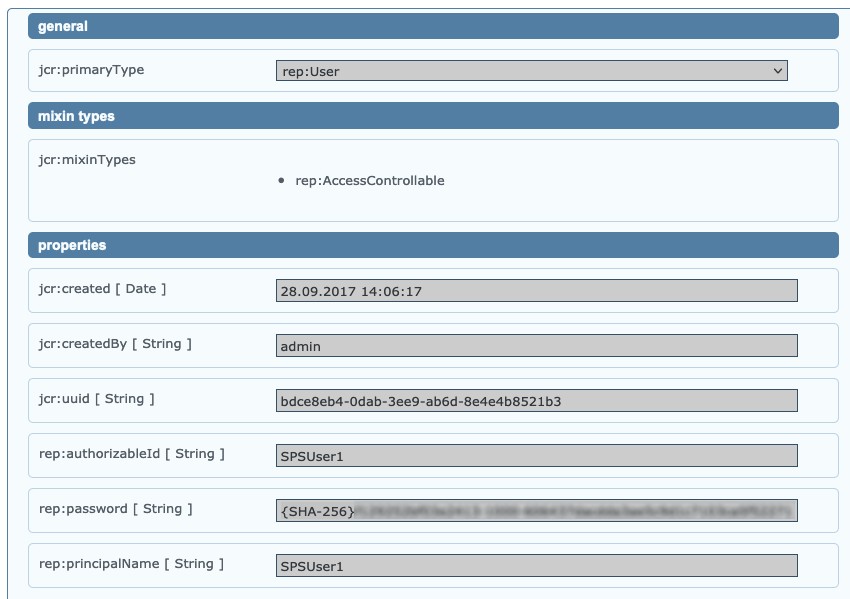 general
jcr:primaryType rep:User
mixin types
jcr:mixinTypes
• rep:AccessControllable
properties
jcr:created [ Date ] 28.09.2017 14:06:17
jcr:createdBy [ String ] admin
jcr:uuid [ String ] bdce8eb4-0dab-3ee9-ab6d-8e4e4b8521b3
rep:authorizableId [ String ] SPSUser1
rep:password [ String ] {SHA-256}
rep:principalName [ String ] SPSUser1